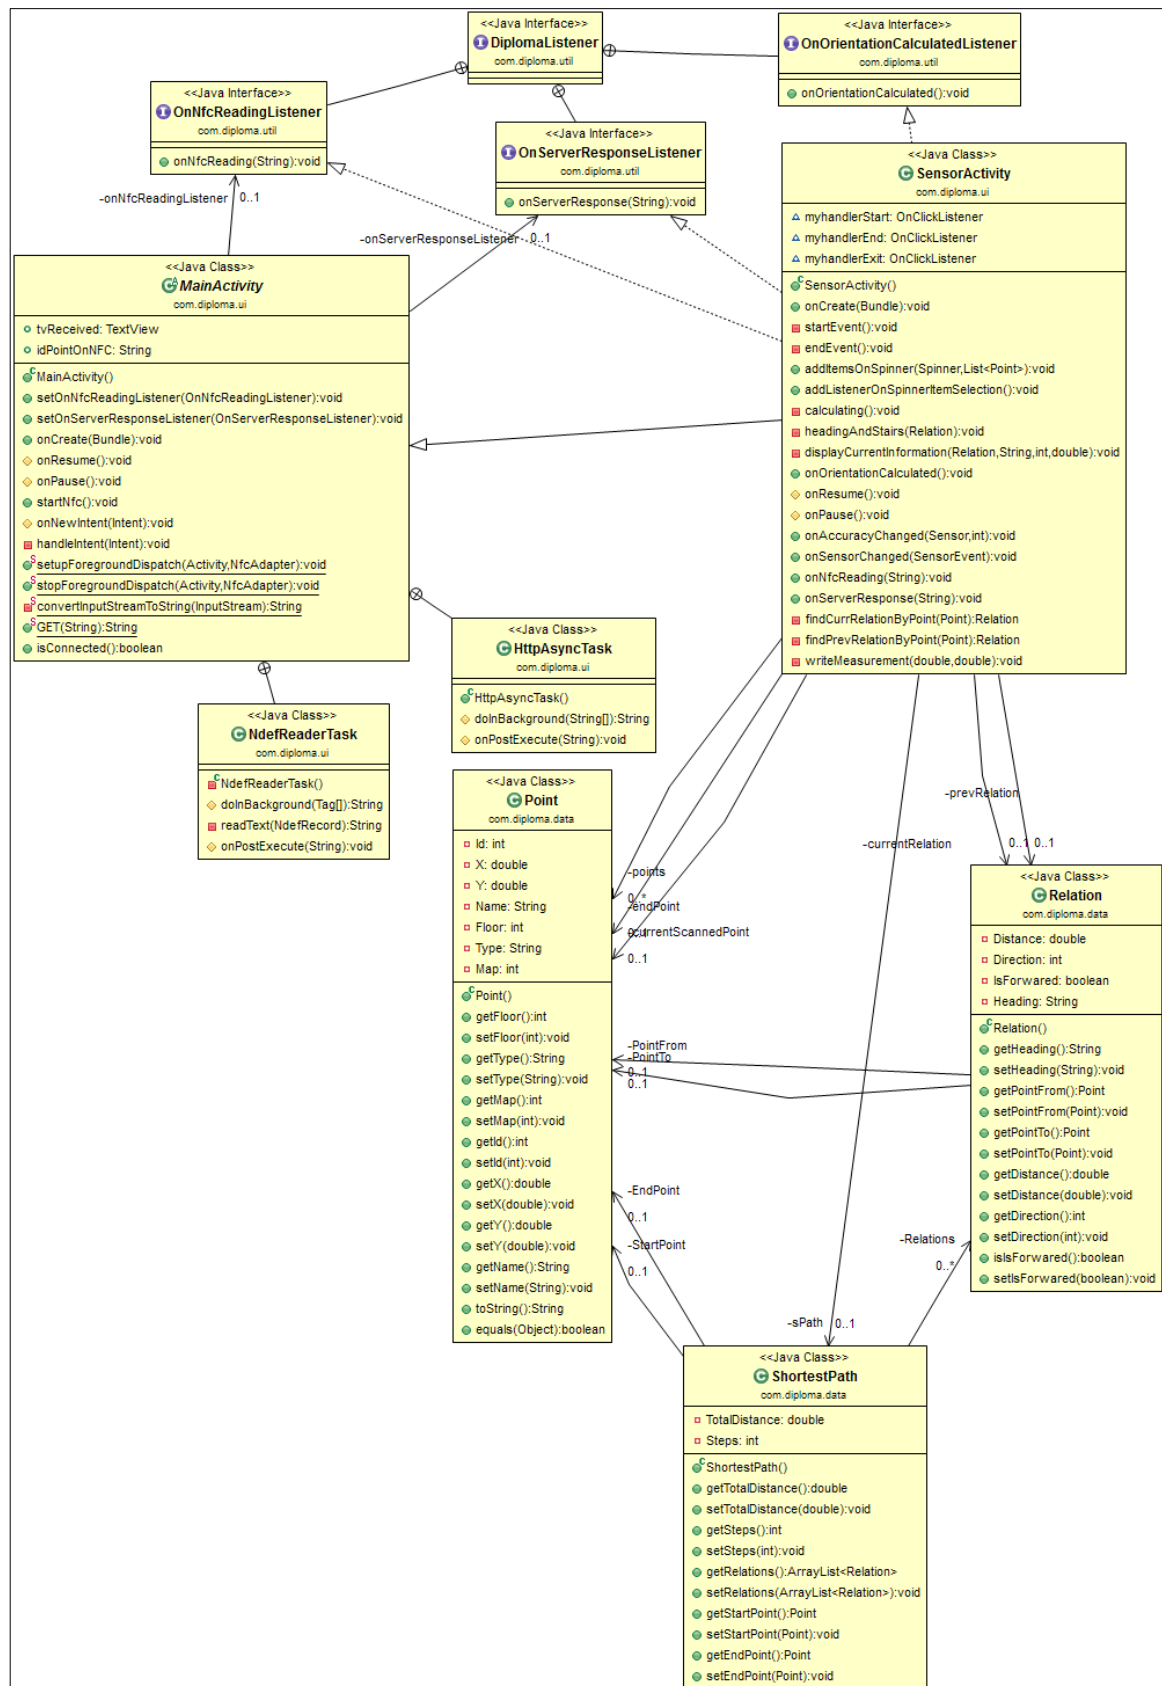 <<Java Interface>>
DiplomaListener
com.diploma.util
<<Java Interface>>
OnOrientationCalculatedListener
com.diploma.util
onOrientationCalculated():void
<<Java Interface>>
OnNfcReadingListener
com.diploma.util
onNfcReading(String):void
<<Java Interface>>
OnServerResponseListener
com.diploma.util
onServerResponse(String):void
-onNfcReadingListener
0..1
-onServerResponseListener
0..1
<<Java Class>>
SensorActivity
com.diploma.ui
myhandlerStart: OnClickListener
myhandlerEnd: OnClickListener
myhandlerExit: OnClickListener
SensorActivity()
onCreate(Bundle):void
startEvent():void
endEvent():void
addItemsOnSpinner(Spinner,List<Point>):void
addListenerOnSpinnerItemSelection():void
calculating():void
headingAndStairs(Relation):void
displayCurrentInformation(Relation,String,int,double):void
onOrientationCalculated():void
onResume():void
onPause():void
onAccuracyChanged(Sensor,int):void
onSensorChanged(SensorEvent):void
onNfcReading(String):void
onServerResponse(String):void
findCurrRelationByPoint(Point):Relation
findPrevRelationByPoint(Point):Relation
writeMeasurement(double,double):void
<<Java Class>>
MainActivity
com.diploma.ui
tvReceived: TextView
idPointOnNFC: String
MainActivity()
setOnNfcReadingListener(OnNfcReadingListener):void
setOnServerResponseListener(OnServerResponseListener):void
onCreate(Bundle):void
onResume():void
onPause():void
startNfc():void
onNewIntent(Intent):void
handleIntent(Intent):void
setupForegroundDispatch(Activity,NfcAdapter):void
stopForegroundDispatch(Activity,NfcAdapter):void
convertInputStreamToString(InputStream):String
GET(String):String
isConnected():boolean
<<Java Class>>
HttpAsyncTask
com.diploma.ui
HttpAsyncTask()
doInBackground(String[]):String
onPostExecute(String):void
<<Java Class>>
NdefReaderTask
com.diploma.ui
NdefReaderTask()
doInBackground(Tag[]):String
readText(NdefRecord):String
onPostExecute(String):void
<<Java Class>>
Point
com.diploma.data
Id: int
X: double
Y: double
Name: String
Floor: int
Type: String
Map: int
Point()
getFloor():int
setFloor(int):void
getType():String
setType(String):void
getMap():int
setMap(int):void
getId():int
setId(int):void
getX():double
setX(double):void
getY():double
setY(double):void
getName():String
setName(String):void
toString():String
equals(Object):boolean
-points
0..*
-endPoint
0..1
-currentScannedPoint
0..1
-prevRelation
0..1
-currentRelation
0..1
<<Java Class>>
Relation
com.diploma.data
Distance: double
Direction: int
IsForwared: boolean
Heading: String
Relation()
getHeading():String
setHeading(String):void
getPointFrom():Point
setPointFrom(Point):void
getPointTo():Point
setPointTo(Point):void
getDistance():double
setDistance(double):void
getDirection():int
setDirection(int):void
isIsForwared():boolean
setIsForwared(boolean):void
-PointFrom
-PointTo
0..1
0..1
-EndPoint
0..1
-StartPoint
0..1
-Relations
0..*
-sPath
0..1
<<Java Class>>
ShortestPath
com.diploma.data
TotalDistance: double
Steps: int
ShortestPath()
getTotalDistance():double
setTotalDistance(double):void
getSteps():int
setSteps(int):void
getRelations():ArrayList<Relation>
setRelations(ArrayList<Relation>):void
getStartPoint():Point
setStartPoint(Point):void
getEndPoint():Point
setEndPoint(Point):void